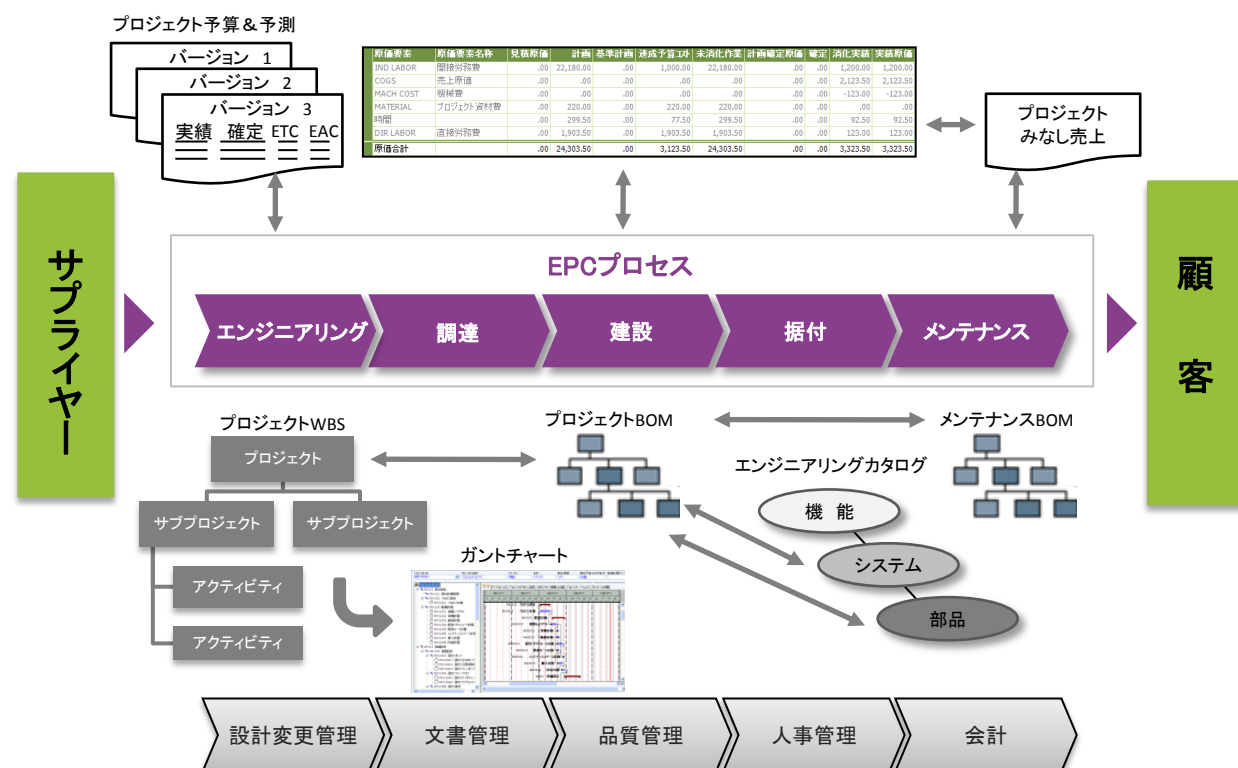 プロジェクト予算＆予測
バージョン 1
バージョン 2
バージョン 3
実績 確定 ETC EAC
原価要素 原価要素名称 見積原価 計画 基準計画 達成予算コスト 未消化作業 計画確定原価 確定 消化実績 実績原価
IND LABOR 間接労務費 .00 22,180.00 .00 1,000.00 22,180.00 .00 .00 1,200.00 1,200.00
COGS 売上原価 .00 .00 .00 .00 .00 .00 .00 2,123.50 2,123.50
MACH COST 機械費 .00 .00 .00 .00 .00 .00 .00 -123.00 -123.00
MATERIAL プロジェクト資材費 .00 220.00 .00 220.00 220.00 .00 .00 .00 .00
時間 .00 299.50 .00 77.50 299.50 .00 .00 92.50 92.50
DIR LABOR 直接労務費 .00 1,903.50 .00 1,903.50 1,903.50 .00 .00 123.00 123.00
原価合計 .00 24,303.50 .00 3,123.50 24,303.50 .00 .00 3,323.50 3,323.50
プロジェクト
みなし売上
サプライヤー
顧 客
EPCプロセス
エンジニアリング
調達
建設
据付
メンテナンス
プロジェクトWBS
プロジェクト
サブプロジェクト
サブプロジェクト
アクティビティ
アクティビティ
ガントチャート
プロジェクトBOM
メンテナンスBOM
エンジニアリングカタログ
機 能
システム
部品
設計変更管理
文書管理
品質管理
人事管理
会計